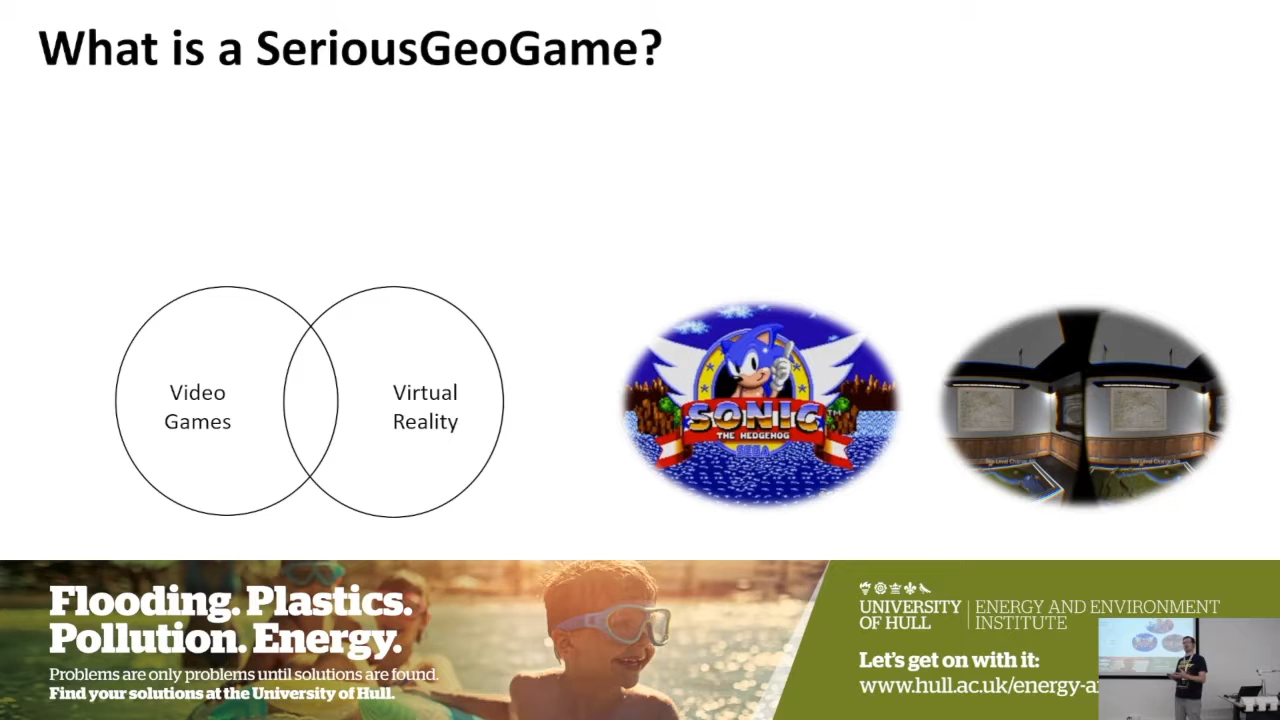 What is a SeriousGeoGame?
Video
Games
Virtual
Reality
SONIC™
THE HEDGEHOG
SEGA
Flooding. Plastics.
Pollution. Energy.
Problems are only problems until solutions are found.
Find your solutions at the University of Hull.
UNIVERSITY
OF HULL
ENERGY AND ENVIRONMENT
INSTITUTE
Let's get on with it:
www.hull.ac.uk/energy-a